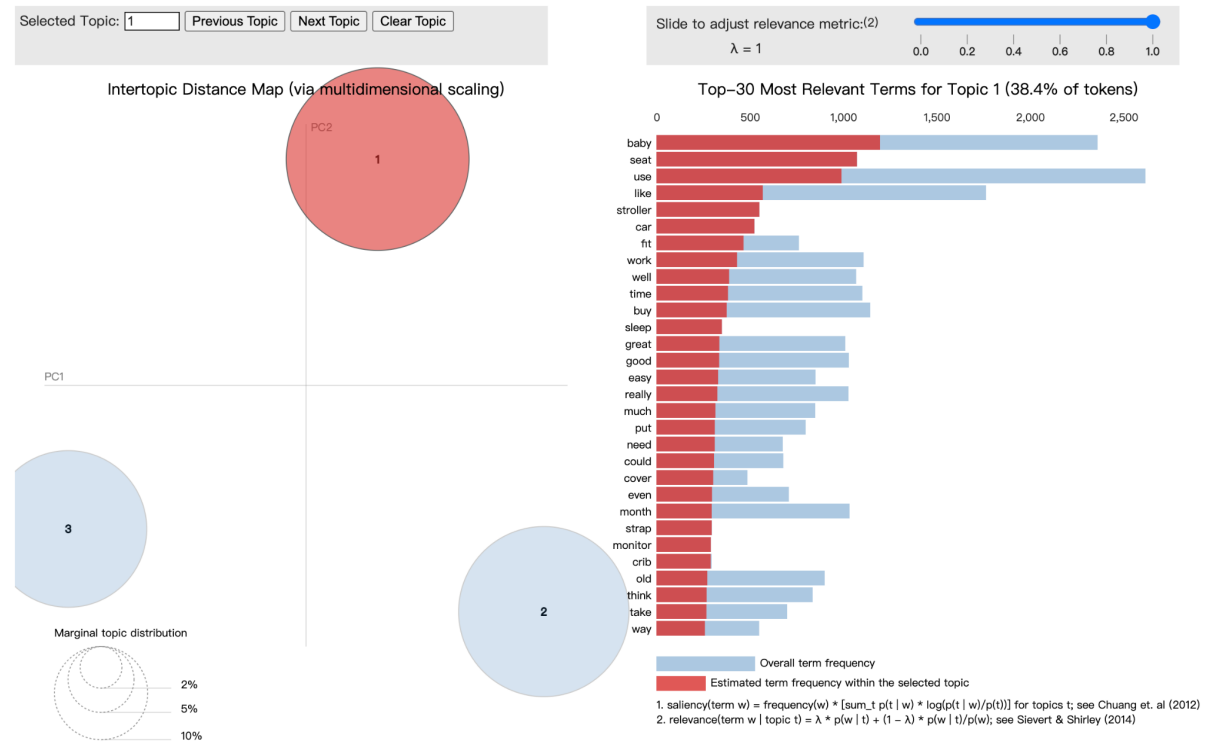 Selected Topic: 1 Previous Topic Next Topic Clear Topic
Slide to adjust relevance metric:(2)
λ = 1
0.0 0.2 0.4 0.6 0.8 1.0
Intertopic Distance Map (via multidimensional scaling)
PC2
PC1
1
3
2
Marginal topic distribution
2%
5%
10%
Top-30 Most Relevant Terms for Topic 1 (38.4% of tokens)
0 500 1,000 1,500 2,000 2,500
baby
seat
use
like
stroller
car
fit
work
well
time
buy
sleep
great
good
easy
really
much
put
need
could
cover
even
month
strap
monitor
crib
old
think
take
way
Overall term frequency
Estimated term frequency within the selected topic
1. saliency(term w) = frequency(w) * [sum_t p(t | w) * log(p(t | w)/p(t))] for topics t; see Chuang et. al (2012)
2. relevance(term w | topic t) = λ * p(w | t) + (1 - λ) * p(w | t)/p(w); see Sievert & Shirley (2014)